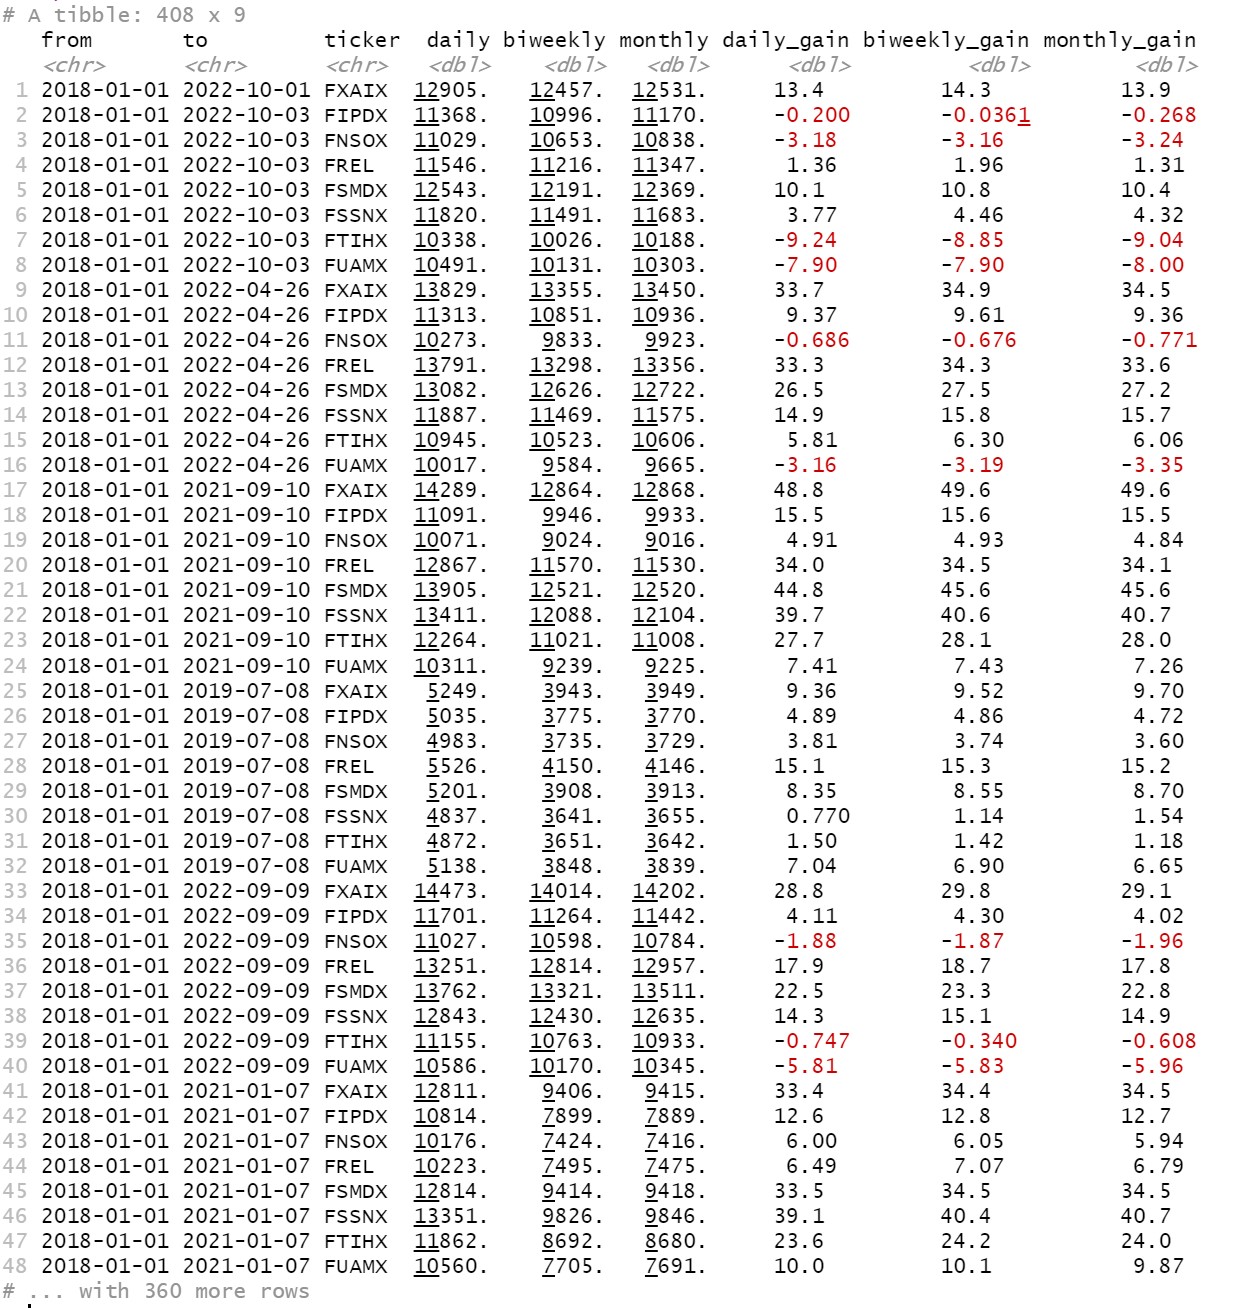 # A tibble: 408 x 9
from to ticker daily biweekly monthly daily_gain biweekly_gain monthly_gain
<chr> <chr> <chr> <dbl> <dbl> <dbl> <dbl> <dbl> <dbl>
1 2018-01-01 2022-10-01 FXAIX 12905. 12457. 12531. 13.4 14.3 13.9
2 2018-01-01 2022-10-03 FIPDX 11368. 10996. 11170. -0.200 -0.0361 -0.268
3 2018-01-01 2022-10-03 FNSOX 11029. 10653. 10838. -3.18 -3.16 -3.24
4 2018-01-01 2022-10-03 FREL 11546. 11216. 11347. 1.36 1.96 1.31
5 2018-01-01 2022-10-03 FSMDX 12543. 12191. 12369. 10.1 10.8 10.4
6 2018-01-01 2022-10-03 FSSNX 11820. 11491. 11683. 3.77 4.46 4.32
7 2018-01-01 2022-10-03 FTIHX 10338. 10026. 10188. -9.24 -8.85 -9.04
8 2018-01-01 2022-10-03 FUAMX 10491. 10131. 10303. -7.90 -7.90 -8.00
9 2018-01-01 2022-04-26 FXAIX 13829. 13355. 13450. 33.7 34.9 34.5
10 2018-01-01 2022-04-26 FIPDX 11313. 10851. 10936. 9.37 9.61 9.36
11 2018-01-01 2022-04-26 FNSOX 10273. 9833. 9923. -0.686 -0.676 -0.771
12 2018-01-01 2022-04-26 FREL 13791. 13298. 13356. 33.3 34.3 33.6
13 2018-01-01 2022-04-26 FSMDX 13082. 12626. 12722. 26.5 27.5 27.2
14 2018-01-01 2022-04-26 FSSNX 11887. 11469. 11575. 14.9 15.8 15.7
15 2018-01-01 2022-04-26 FTIHX 10945. 10523. 10606. 5.81 6.30 6.06
16 2018-01-01 2022-04-26 FUAMX 10017. 9584. 9665. -3.16 -3.19 -3.35
17 2018-01-01 2021-09-10 FXAIX 14289. 12864. 12868. 48.8 49.6 49.6
18 2018-01-01 2021-09-10 FIPDX 11091. 9946. 9933. 15.5 15.6 15.5
19 2018-01-01 2021-09-10 FNSOX 10071. 9024. 9016. 4.91 4.93 4.84
20 2018-01-01 2021-09-10 FREL 12867. 11570. 11530. 34.0 34.5 34.1
21 2018-01-01 2021-09-10 FSMDX 13905. 12521. 12520. 44.8 45.6 45.6
22 2018-01-01 2021-09-10 FSSNX 13411. 12088. 12104. 39.7 40.6 40.7
23 2018-01-01 2021-09-10 FTIHX 12264. 11021. 11008. 27.7 28.1 28.0
24 2018-01-01 2021-09-10 FUAMX 10311. 9239. 9225. 7.41 7.43 7.26
25 2018-01-01 2019-07-08 FXAIX 5249. 3943. 3949. 9.36 9.52 9.70
26 2018-01-01 2019-07-08 FIPDX 5035. 3775. 3770. 4.89 4.86 4.72
27 2018-01-01 2019-07-08 FNSOX 4983. 3735. 3729. 3.81 3.74 3.60
28 2018-01-01 2019-07-08 FREL 5526. 4150. 4146. 15.1 15.3 15.2
29 2018-01-01 2019-07-08 FSMDX 5201. 3908. 3913. 8.35 8.55 8.70
30 2018-01-01 2019-07-08 FSSNX 4837. 3641. 3655. 0.770 1.14 1.54
31 2018-01-01 2019-07-08 FTIHX 4872. 3651. 3642. 1.50 1.42 1.18
32 2018-01-01 2019-07-08 FUAMX 5138. 3848. 3839. 7.04 6.90 6.65
33 2018-01-01 2022-09-09 FXAIX 14473. 14014. 14202. 28.8 29.8 29.1
34 2018-01-01 2022-09-09 FIPDX 11701. 11264. 11442. 4.11 4.30 4.02
35 2018-01-01 2022-09-09 FNSOX 11027. 10598. 10784. -1.88 -1.87 -1.96
36 2018-01-01 2022-09-09 FREL 13251. 12814. 12957. 17.9 18.7 17.8
37 2018-01-01 2022-09-09 FSMDX 13762. 13321. 13511. 22.5 23.3 22.8
38 2018-01-01 2022-09-09 FSSNX 12843. 12430. 12635. 14.3 15.1 14.9
39 2018-01-01 2022-09-09 FTIHX 11155. 10763. 10933. -0.747 -0.340 -0.608
40 2018-01-01 2022-09-09 FUAMX 10586. 10170. 10345. -5.81 -5.83 -5.96
41 2018-01-01 2021-01-07 FXAIX 12811. 9406. 9415. 33.4 34.4 34.5
42 2018-01-01 2021-01-07 FIPDX 10814. 7899. 7889. 12.6 12.8 12.7
43 2018-01-01 2021-01-07 FNSOX 10176. 7424. 7416. 6.00 6.05 5.94
44 2018-01-01 2021-01-07 FREL 10223. 7495. 7475. 6.49 7.07 6.79
45 2018-01-01 2021-01-07 FSMDX 12814. 9414. 9418. 33.5 34.5 34.5
46 2018-01-01 2021-01-07 FSSNX 13351. 9826. 9846. 39.1 40.4 40.7
47 2018-01-01 2021-01-07 FTIHX 11862. 8692. 8680. 23.6 24.2 24.0
48 2018-01-01 2021-01-07 FUAMX 10560. 7705. 7691. 10.0 10.1 9.87
# ... with 360 more rows